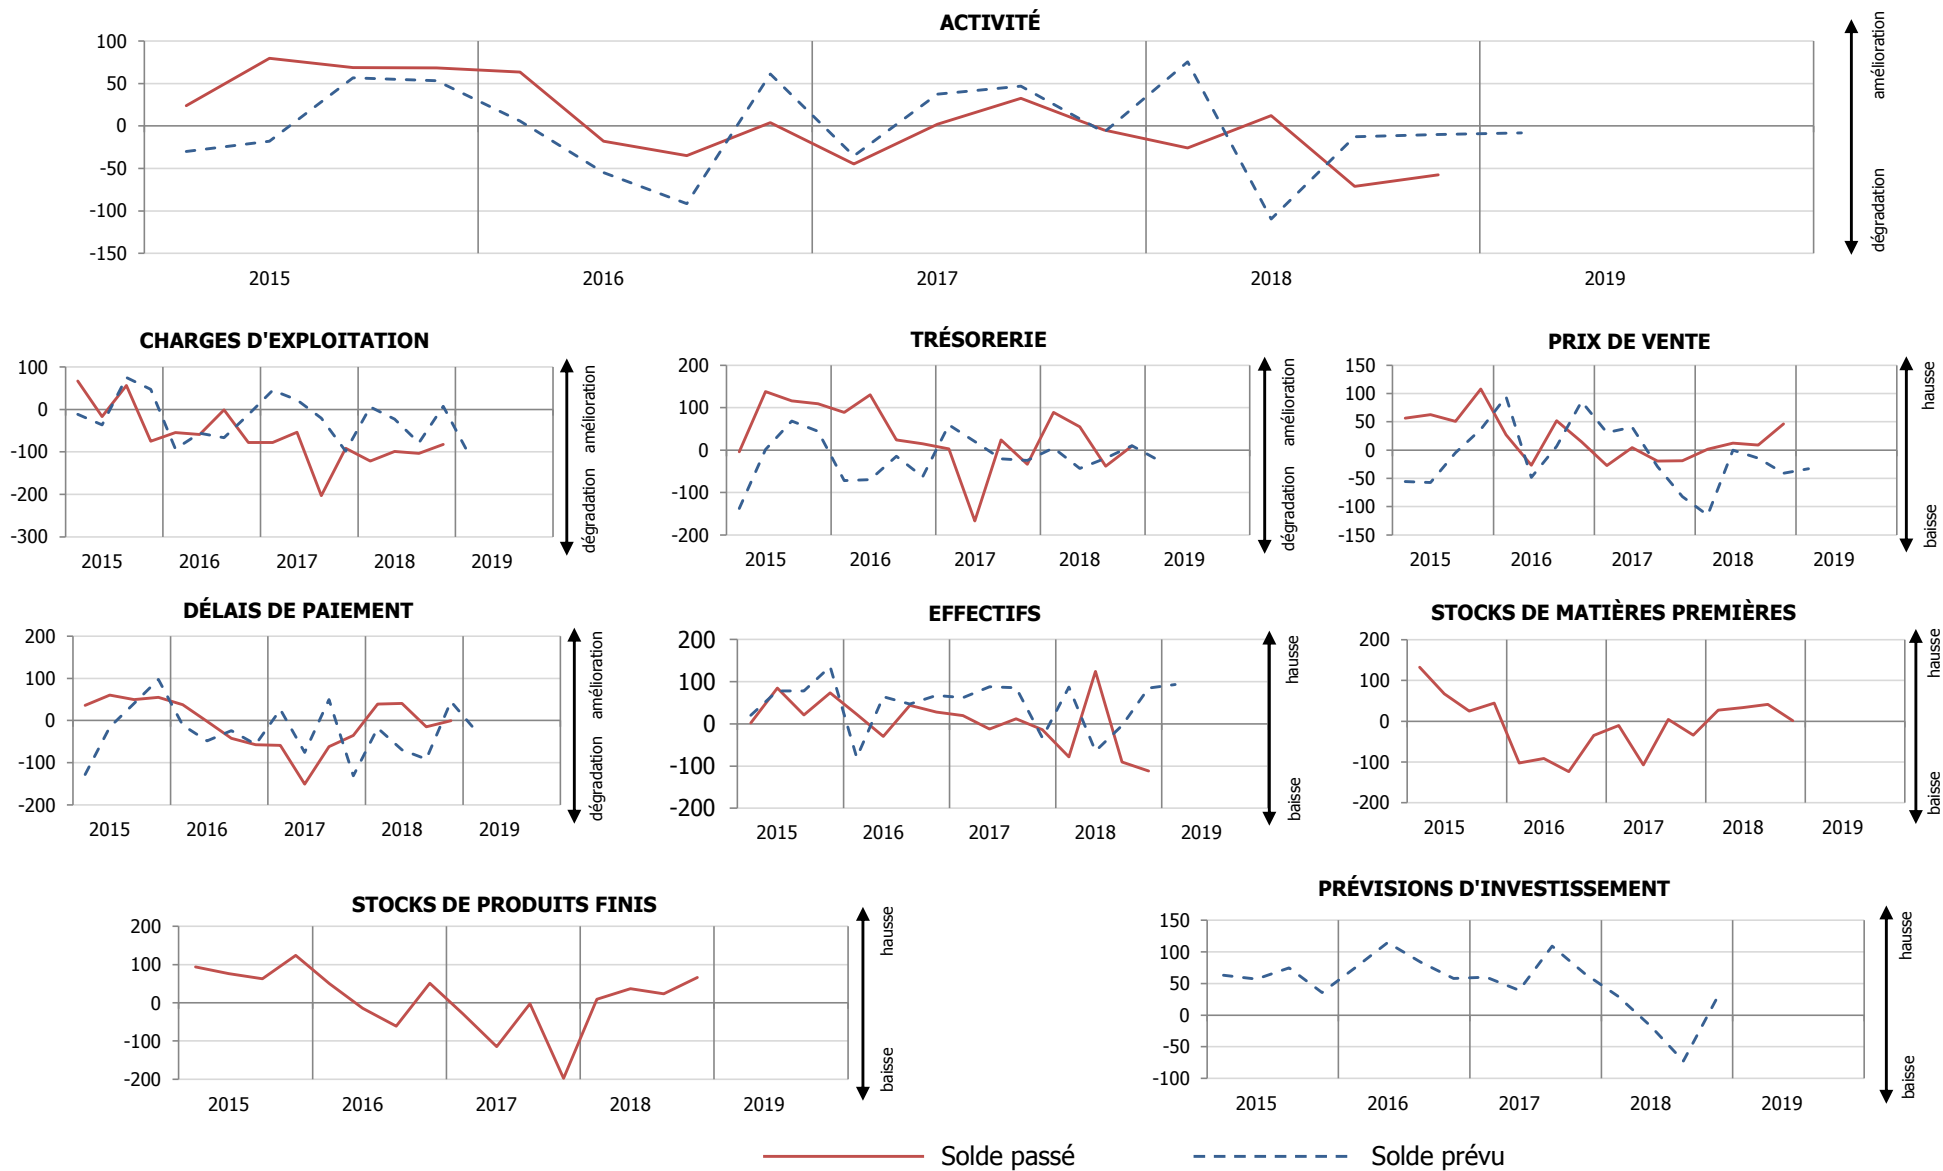 ACTIVITÉ
100
50
0
-50
-100
-150
2015 2016 2017 2018 2019
amélioration
dégradation
CHARGES D'EXPLOITATION
100
0
-100
-200
-300
2015 2016 2017 2018 2019
amélioration
dégradation
TRÉSORERIE
200
100
0
-100
-200
2015 2016 2017 2018 2019
amélioration
dégradation
PRIX DE VENTE
150
100
50
0
-50
-100
-150
2015 2016 2017 2018 2019
hausse
baisse
DÉLAIS DE PAIEMENT
200
100
0
-100
-200
2015 2016 2017 2018 2019
amélioration
dégradation
EFFECTIFS
200
100
0
-100
-200
2015 2016 2017 2018 2019
hausse
baisse
STOCKS DE MATIÈRES PREMIÈRES
200
100
0
-100
-200
2015 2016 2017 2018 2019
hausse
baisse
STOCKS DE PRODUITS FINIS
200
100
0
-100
-200
2015 2016 2017 2018 2019
hausse
baisse
PRÉVISIONS D'INVESTISSEMENT
150
100
50
0
-50
-100
2015 2016 2017 2018 2019
hausse
baisse
Solde passé Solde prévu